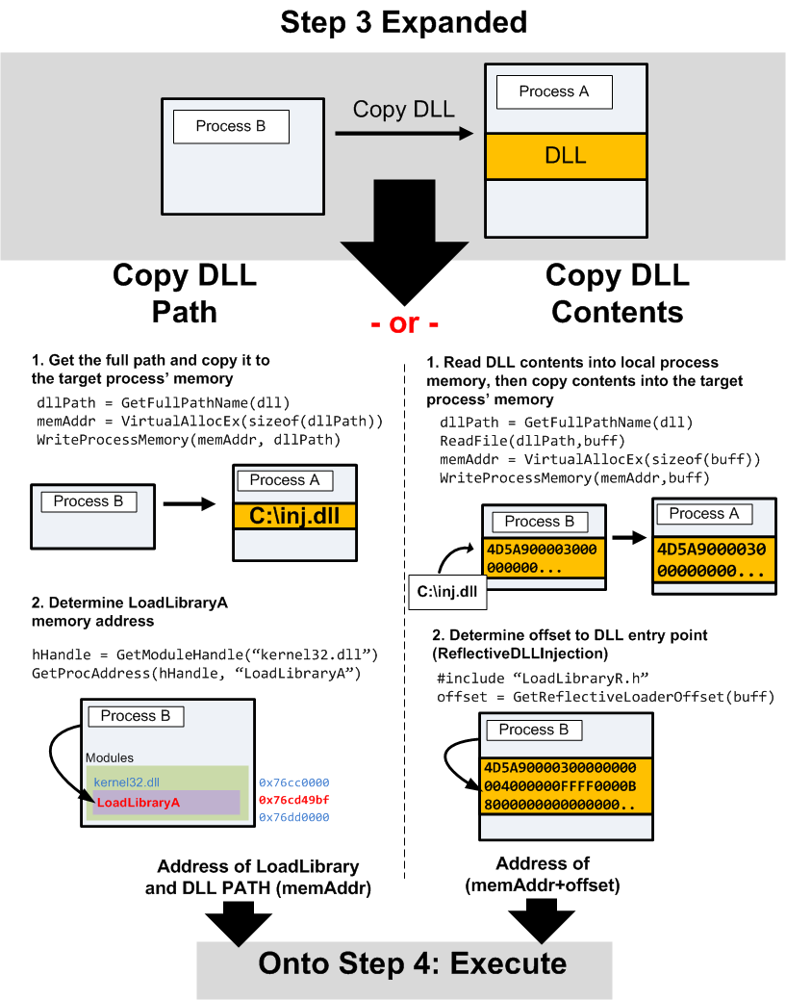 Step 3 Expanded
Process B
Copy DLL
Process A
DLL
Copy DLL
Path
- or -
Copy DLL
Contents
1. Get the full path and copy it to
the target process’ memory
dllPath = GetFullPathName(dll)
memAddr = VirtualAllocEx(sizeof(dllPath))
WriteProcessMemory(memAddr, dllPath)
Process B
Process A
C:\inj.dll
2. Determine LoadLibraryA
memory address
hHandle = GetModuleHandle(“kernel32.dll”)
GetProcAddress(hHandle, “LoadLibraryA”)
Process B
Modules
kernel32.dll
LoadLibraryA
0x76cc0000
0x76cd49bf
0x76dd0000
Address of LoadLibrary
and DLL PATH (memAddr)
1. Read DLL contents into local process
memory, then copy contents into the target
process’ memory
dllPath = GetFullPathName(dll)
ReadFile(dllPath,buff)
memAddr = VirtualAllocEx(sizeof(buff))
WriteProcessMemory(memAddr,buff)
Process B
4D5A900003000
000000...
C:\inj.dll
Process A
4D5A9000030
00000000...
2. Determine offset to DLL entry point
(ReflectiveDLLInjection)
#include “LoadLibraryR.h”
offset = GetReflectiveLoaderOffset(buff)
Process B
4D5A90000300000000
004000000FFFF0000B
8000000000000000..
Address of
(memAddr+offset)
Onto Step 4: Execute